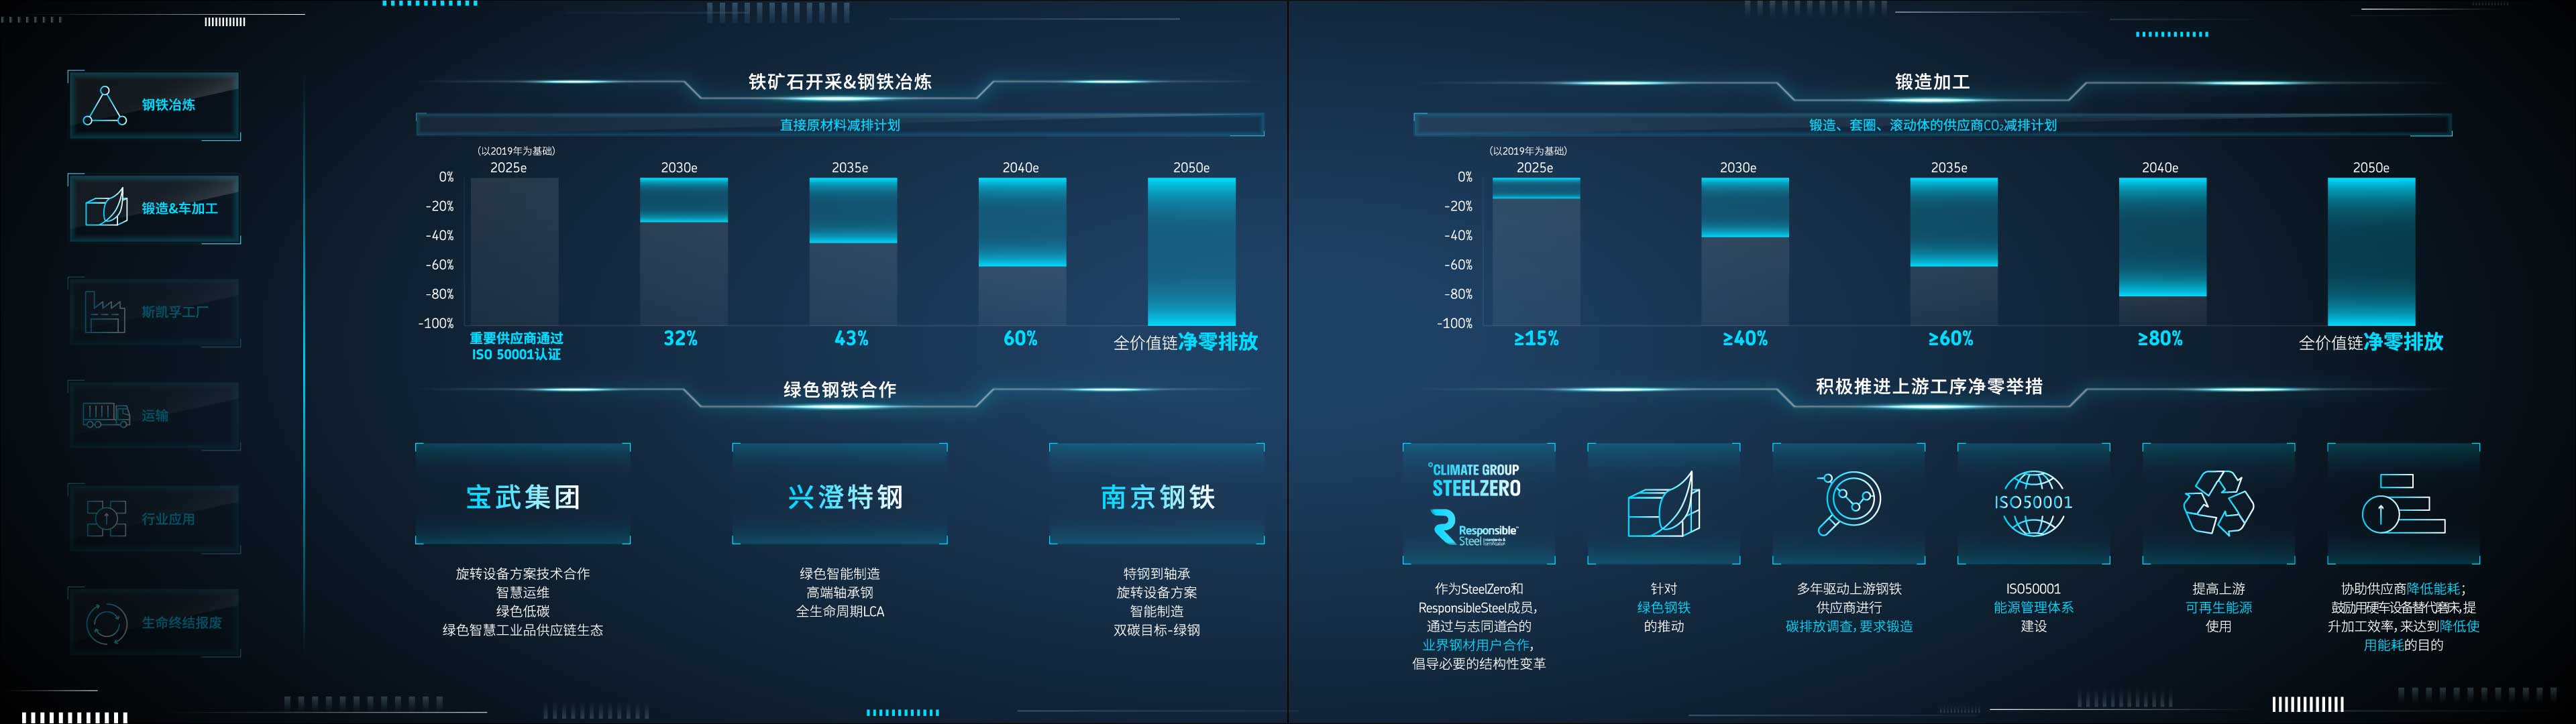 钢铁冶炼
锻造&车加工
斯凯孚工厂
运输
行业应用
生命终结报废
铁矿石开采&钢铁冶炼
直接原材料减排计划
(以2019年为基础)
2025e 2030e 2035e 2040e 2050e
0%
-20%
-40%
-60%
-80%
-100%
重要供应商通过
ISO 50001认证
32% 43% 60% 全价值链净零排放
绿色钢铁合作
宝武集团
旋转设备方案技术合作
智慧运维
绿色低碳
绿色智慧工业品供应链生态
兴澄特钢
绿色智能制造
高端轴承钢
全生命周期LCA
南京钢铁
特钢到轴承
旋转设备方案
智能制造
双碳目标-绿钢
锻造加工
锻造、套圈、滚动体的供应商CO₂减排计划
(以2019年为基础)
2025e 2030e 2035e 2040e 2050e
0%
-20%
-40%
-60%
-80%
-100%
≥15% ≥40% ≥60% ≥80% 全价值链净零排放
积极推进上游工序净零举措
°CLIMATE GROUP
STEELZERO
Responsible™
Steel
作为SteelZero和
ResponsibleSteel成员,
通过与志同道合的
业界钢材用户合作,
倡导必要的结构性变革
针对
绿色钢铁
的推动
多年驱动上游钢铁
供应商进行
碳排放调查,要求锻造
ISO50001
ISO50001
能源管理体系
建设
提高上游
可再生能源
使用
协助供应商降低能耗;
鼓励用硬车设备替代磨床,提
升加工效率,来达到降低使
用能耗的目的